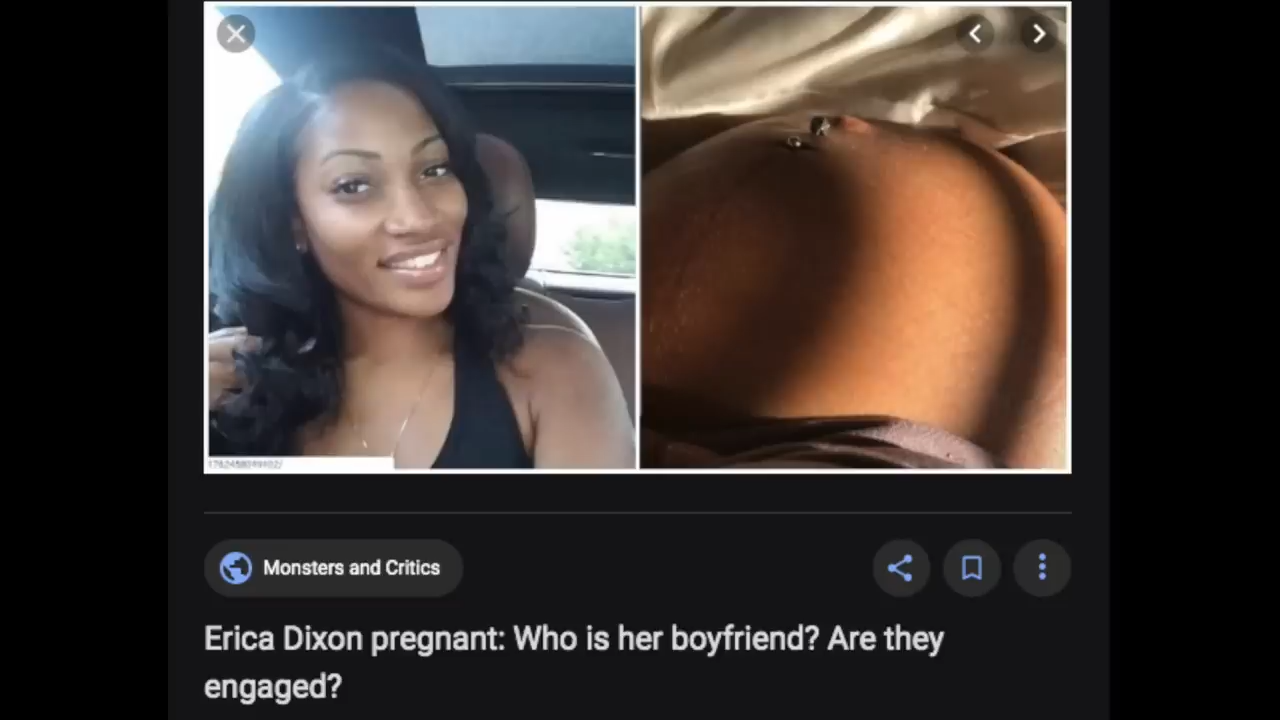 Monsters and Critics
Erica Dixon pregnant: Who is her boyfriend? Are they
engaged?